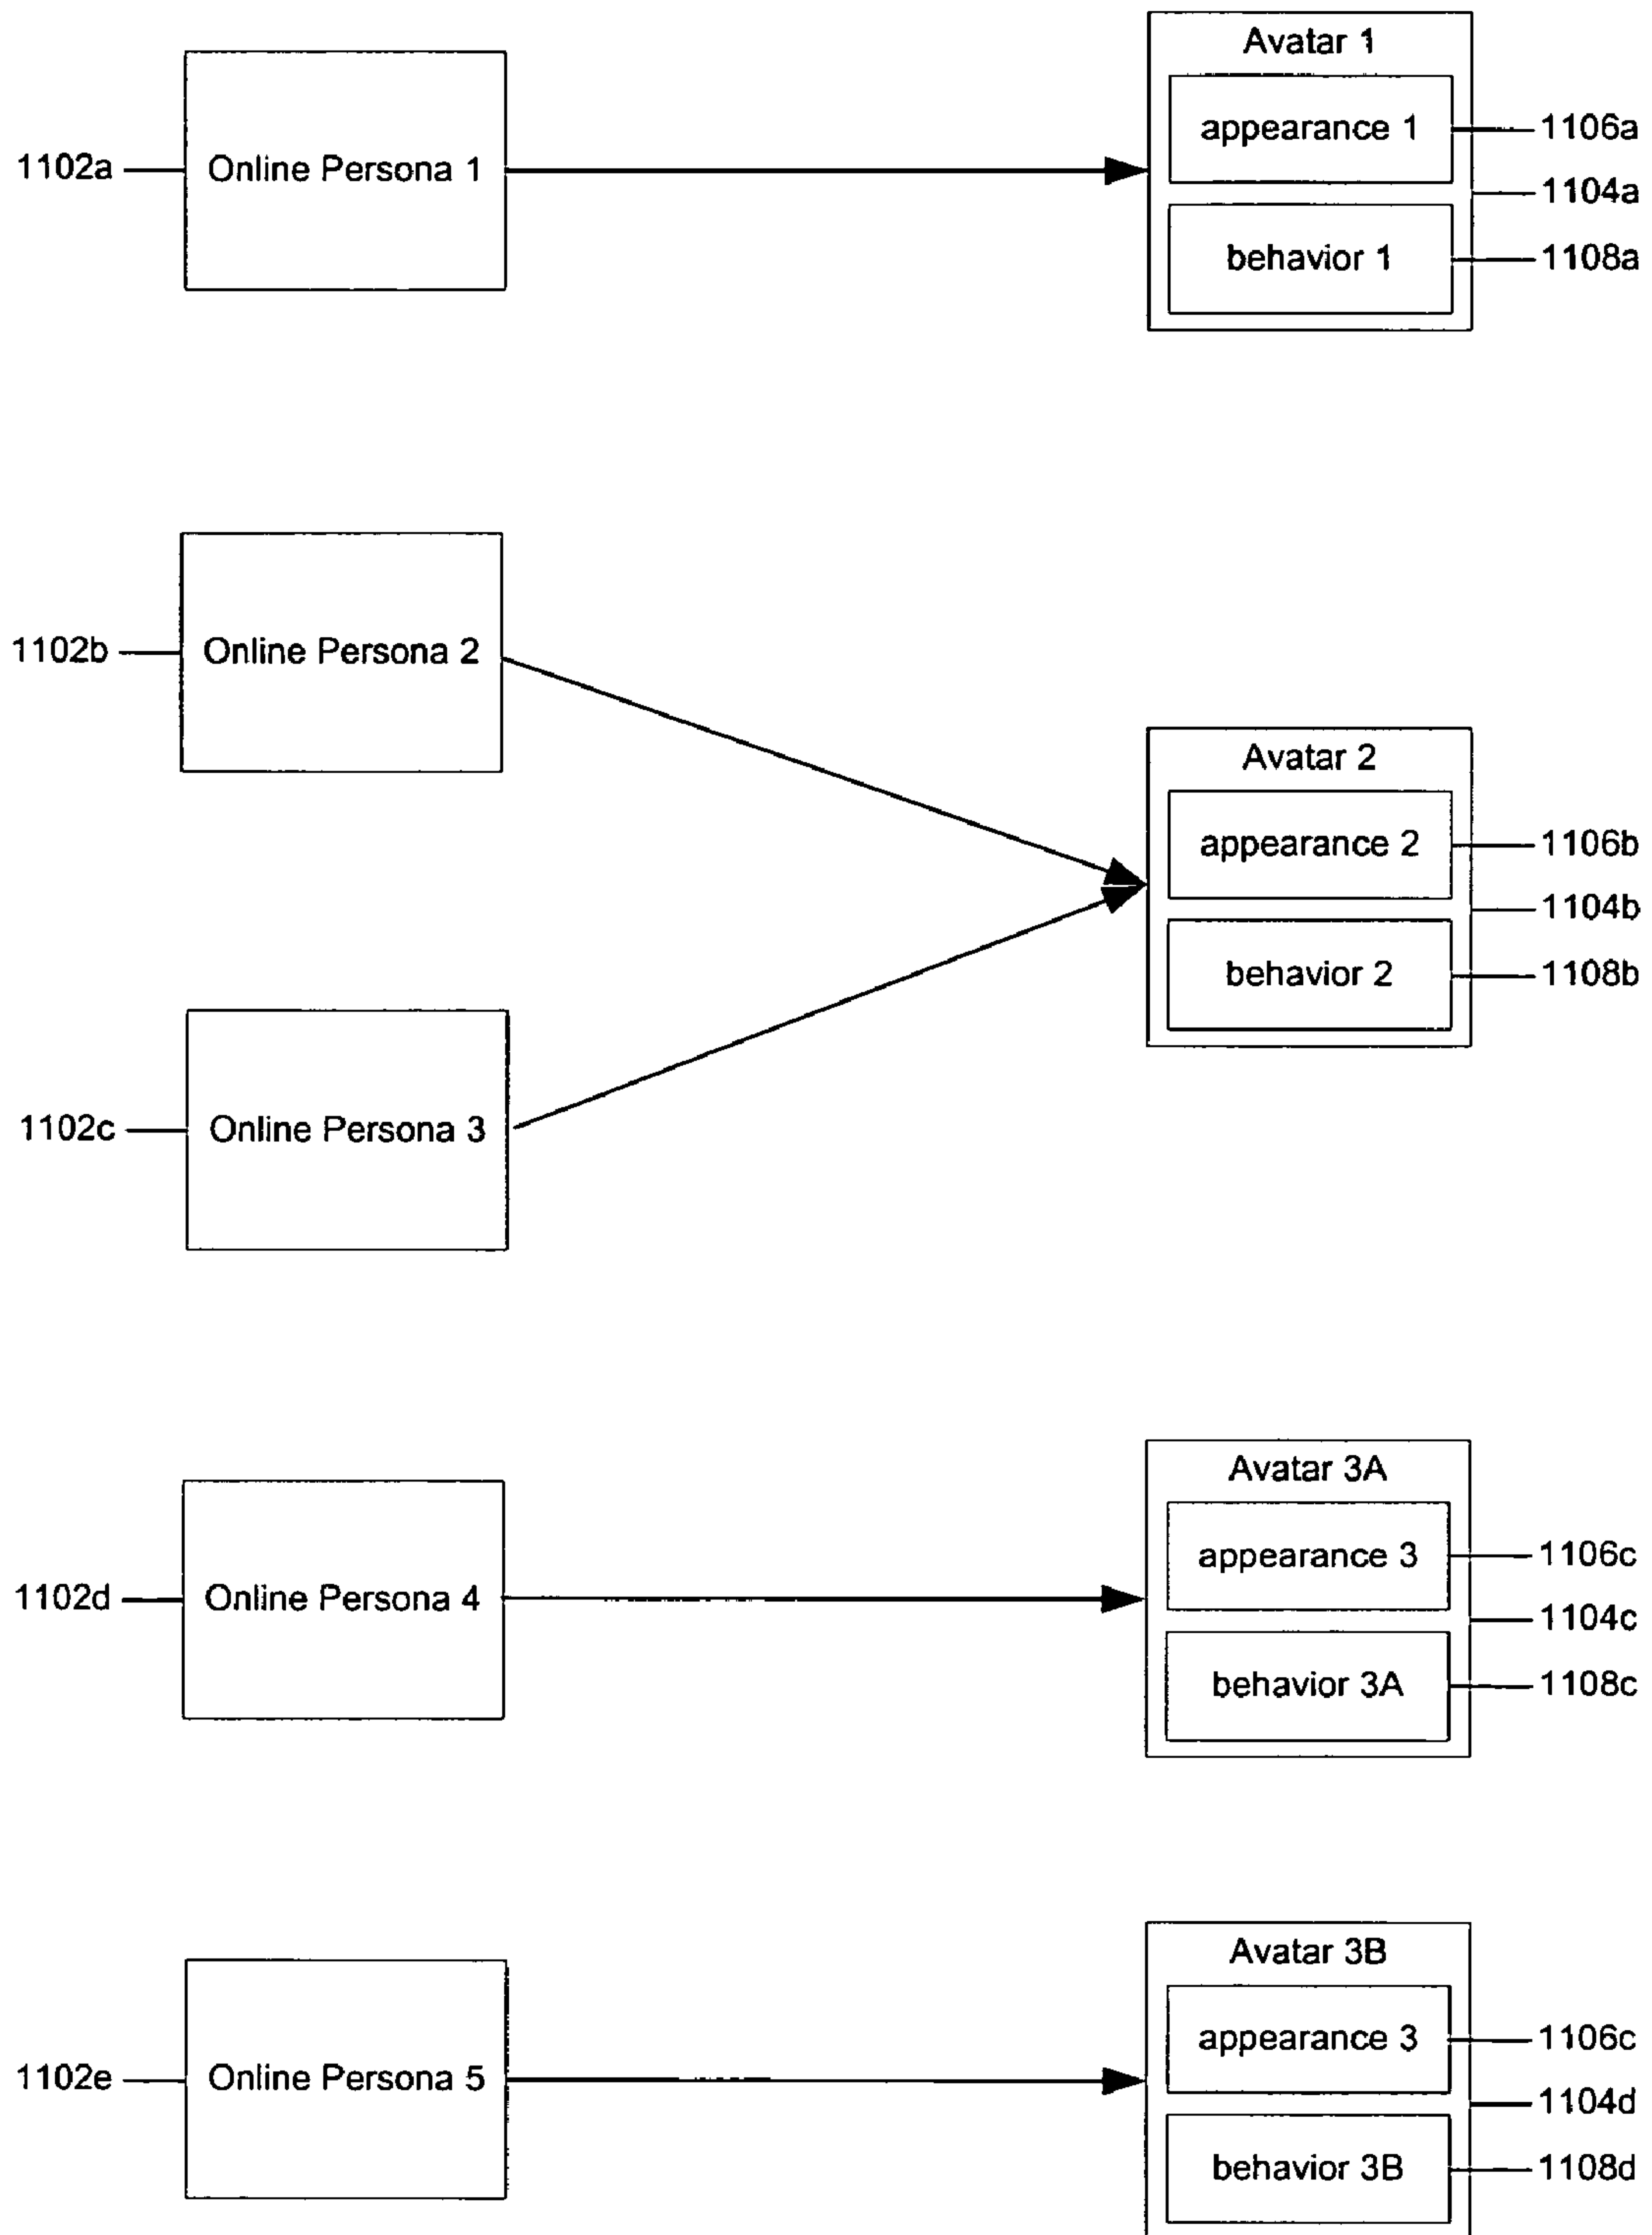 Avatar 1
appearance 1
1106a
1102a
Online Persona 1
1104a
behavior 1
1108a
1102b
Online Persona 2
Avatar 2
appearance 2
1106b
1104b
behavior 2
1108b
1102c
Online Persona 3
Avatar 3A
appearance 3
1106c
1102d
Online Persona 4
1104c
behavior 3A
1108c
Avatar 3B
appearance 3
1106c
1102e
Online Persona 5
1104d
behavior 3B
1108d